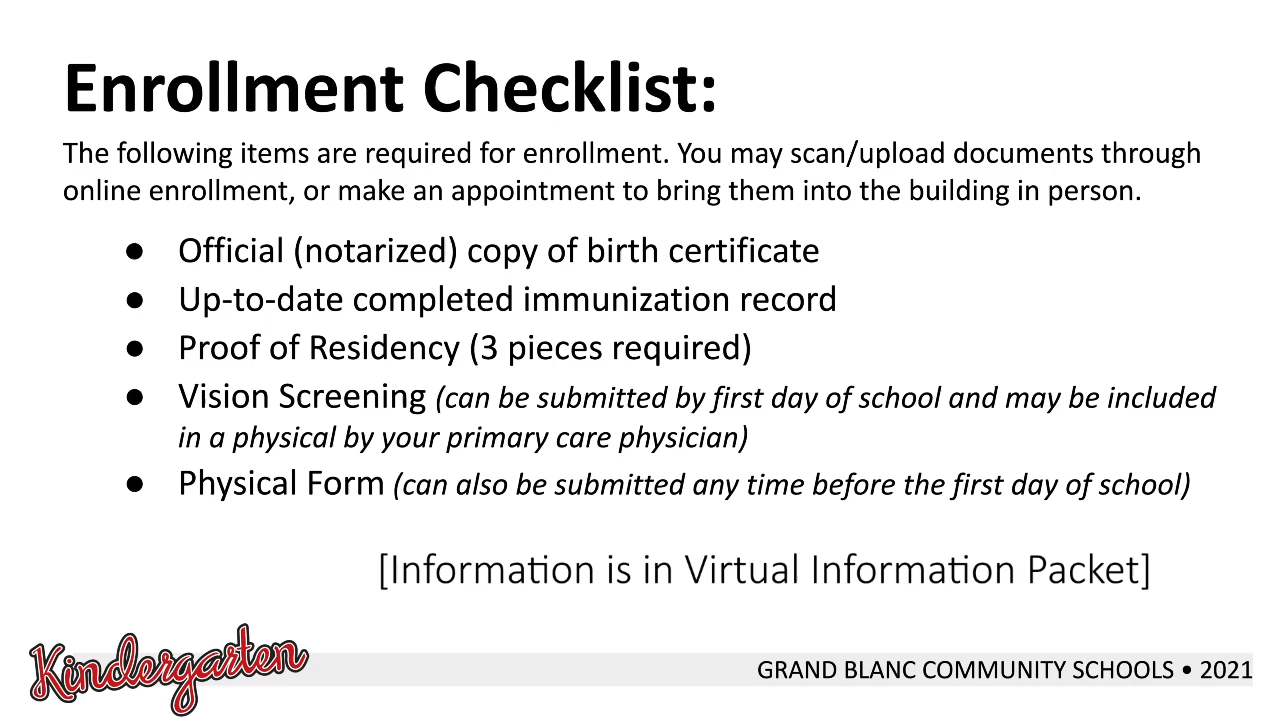 Enrollment Checklist:
The following items are required for enrollment. You may scan/upload documents through
online enrollment, or make an appointment to bring them into the building in person.
● Official (notarized) copy of birth certificate
● Up-to-date completed immunization record
● Proof of Residency (3 pieces required)
● Vision Screening (can be submitted by first day of school and may be included
in a physical by your primary care physician)
● Physical Form (can also be submitted any time before the first day of school)
[Information is in Virtual Information Packet]
Kindergarten
GRAND BLANC COMMUNITY SCHOOLS • 2021